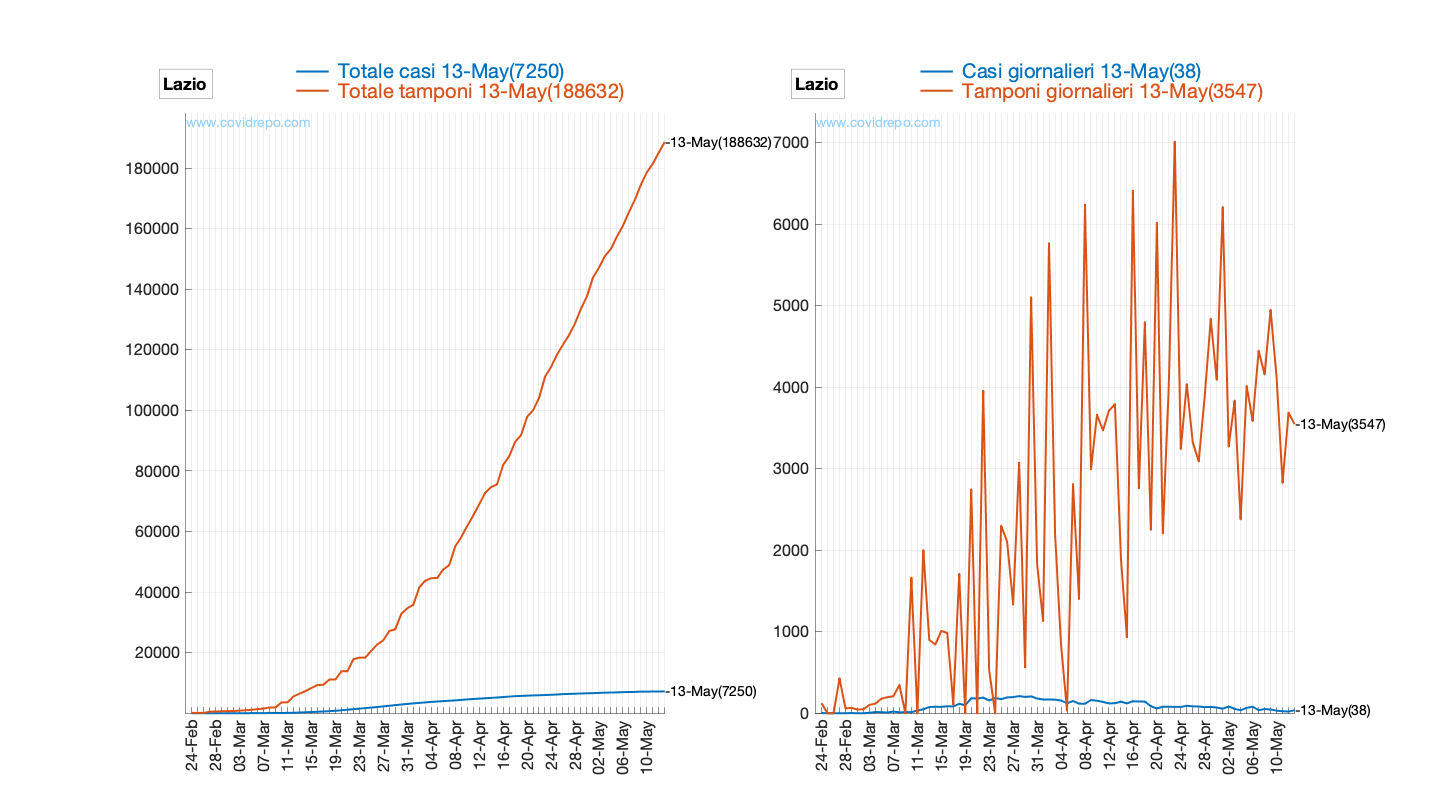 Lazio
Totale casi 13-May(7250)
Totale tamponi 13-May(188632)
www.covidrepo.com
180000
160000
140000
120000
100000
80000
60000
40000
20000
13-May(188632)
13-May(7250)
24-Feb
28-Feb
03-Mar
07-Mar
11-Mar
15-Mar
19-Mar
23-Mar
27-Mar
31-Mar
04-Apr
08-Apr
12-Apr
16-Apr
20-Apr
24-Apr
28-Apr
02-May
06-May
10-May
Lazio
Casi giornalieri 13-May(38)
Tamponi giornalieri 13-May(3547)
www.covidrepo.com
7000
6000
5000
4000
3000
2000
1000
0
13-May(3547)
13-May(38)
24-Feb
28-Feb
03-Mar
07-Mar
11-Mar
15-Mar
19-Mar
23-Mar
27-Mar
31-Mar
04-Apr
08-Apr
12-Apr
16-Apr
20-Apr
24-Apr
28-Apr
02-May
06-May
10-May